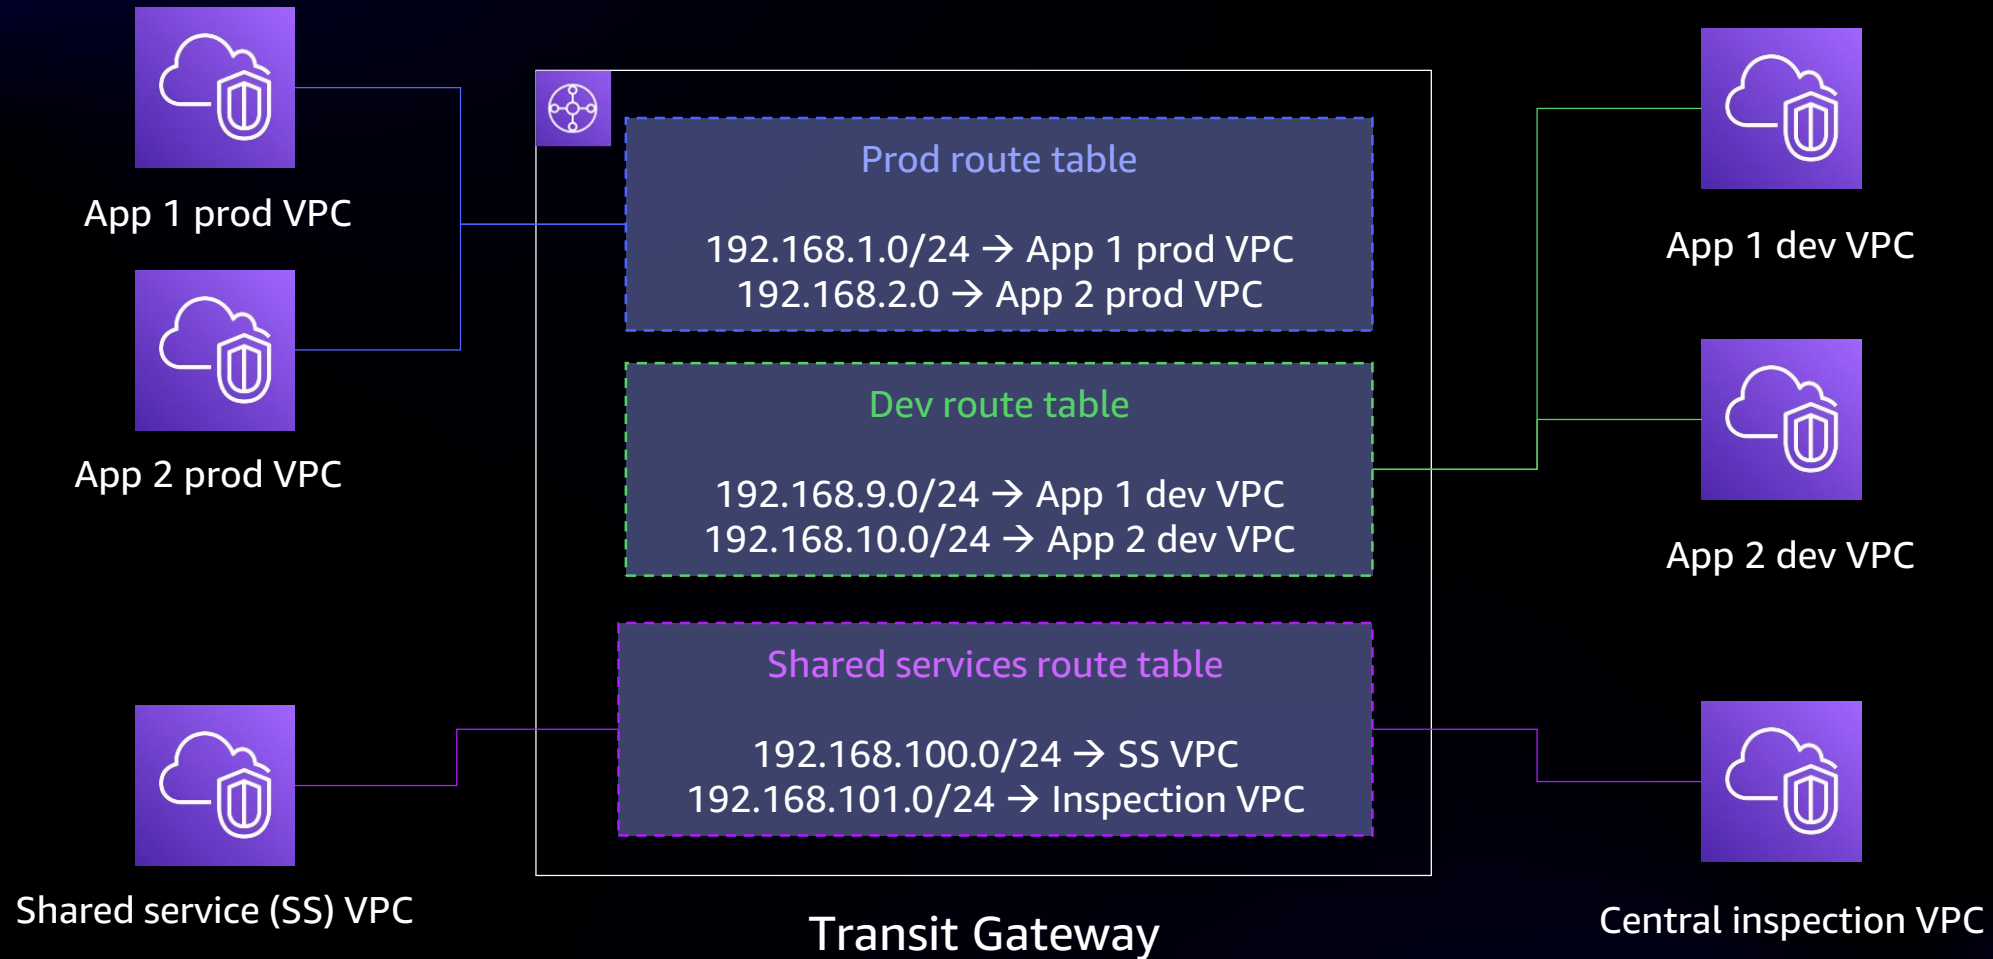 App 1 prod VPC
App 2 prod VPC
Shared service (SS) VPC
Prod route table
192.168.1.0/24 → App 1 prod VPC
192.168.2.0 → App 2 prod VPC
Dev route table
192.168.9.0/24 → App 1 dev VPC
192.168.10.0/24 → App 2 dev VPC
Shared services route table
192.168.100.0/24 → SS VPC
192.168.101.0/24 → Inspection VPC
Transit Gateway
App 1 dev VPC
App 2 dev VPC
Central inspection VPC